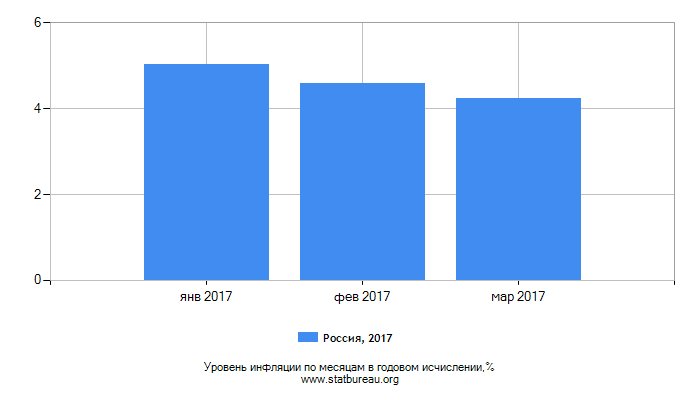 6
4
2
0
янв 2017
фев 2017
мар 2017
Россия, 2017
Уровень инфляции по месяцам в годовом исчислении,%
www.statbureau.org